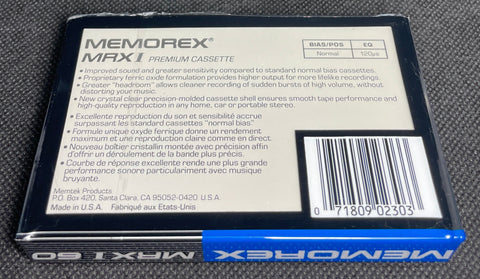 MEMOREX®
MRX I PREMIUM CASSETTE
BIAS/POS EQ
Normal 120µs
• Improved sound and greater sensitivity compared to standard normal bias cassettes.
• Proprietary ferric oxide formulation provides higher output for more lifelike recordings.
• Greater "headroom" allows cleaner recording of sudden bursts of high volume, without
distorting your music.
• New crystal clear precision-molded cassette shell ensures smooth tape performance and
high-quality reproduction in any home, car or portable stereo.
• Excellente reproduction du son et sensibilité accrue
surpassant les standard cassettes "normal bias".
• Formule unique oxyde ferrique donne un rendement
maximum et une reproduction claire comme en direct.
• Nouveau boîtier cristallin montée avec précision affin
d'offrir un déroulement de la bande plus précis.
• Courbe de réponse excellente rende une plus grande
performance sonore particulariement avec musique
bruyante.
Memtek Products
P.O. Box 420, Santa Clara, CA 95052-0420 U.S.A.
Made in U.S.A. Fabriqué aux Etats-Unis
0 71809 02303
MEMOREX MRX I 60